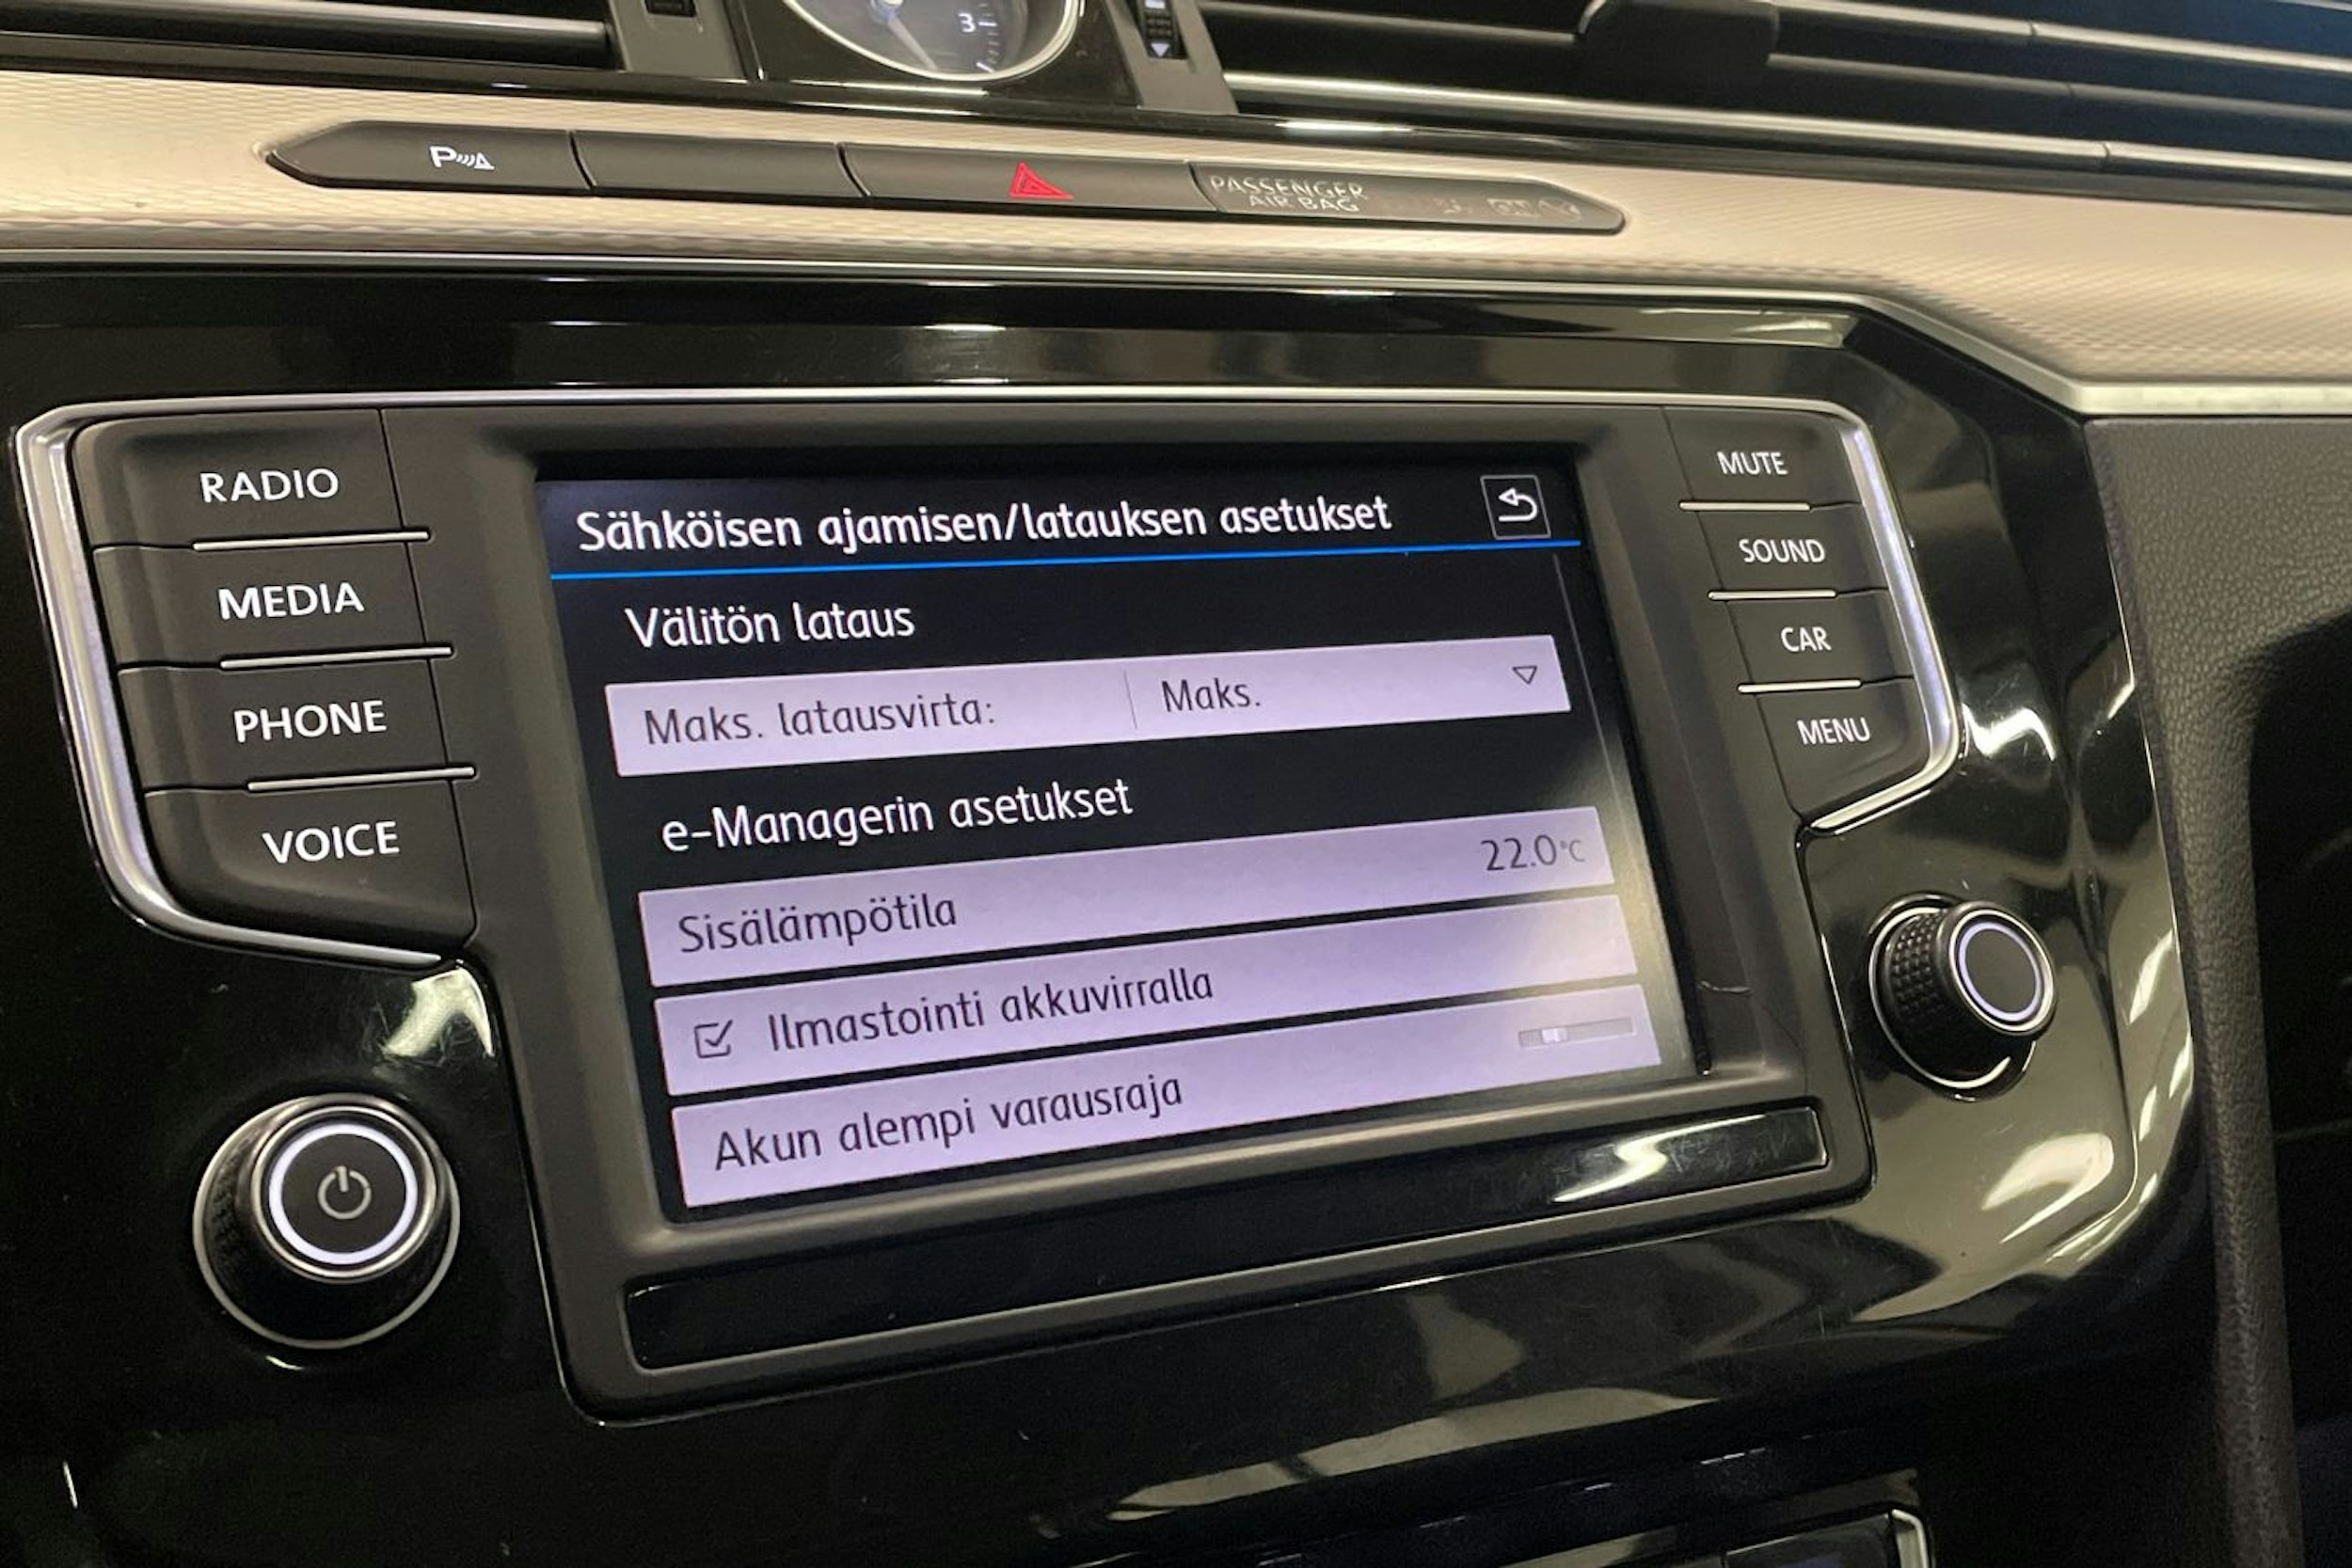 3
P
PASSENGER
AIR BAG
RADIO
MEDIA
PHONE
VOICE
Sähköisen ajamisen/latauksen asetukset
Välitön lataus
Maks. latausvirta: Maks.
e-Managerin asetukset
Sisälämpötila 22.0°C
Ilmastointi akkuvirralla
Akun alempi varausraja
MUTE
SOUND
CAR
MENU